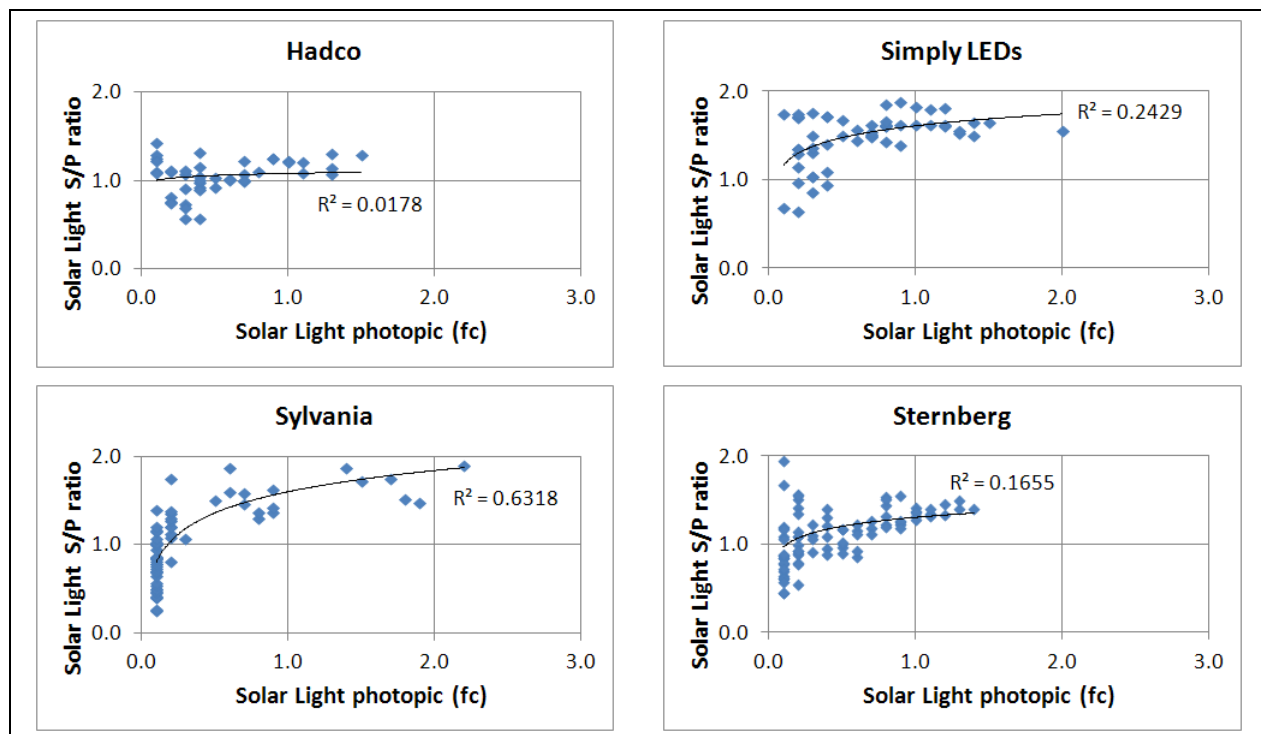 Hadco
Solar Light S/P ratio
2.0
1.0
0.0
R² = 0.0178
0.0 1.0 2.0 3.0
Solar Light photopic (fc)
Simply LEDs
Solar Light S/P ratio
2.0
1.0
0.0
R² = 0.2429
0.0 1.0 2.0 3.0
Solar Light photopic (fc)
Sylvania
Solar Light S/P ratio
2.0
1.0
0.0
R² = 0.6318
0.0 1.0 2.0 3.0
Solar Light photopic (fc)
Sternberg
Solar Light S/P ratio
2.0
1.0
0.0
R² = 0.1655
0.0 1.0 2.0 3.0
Solar Light photopic (fc)